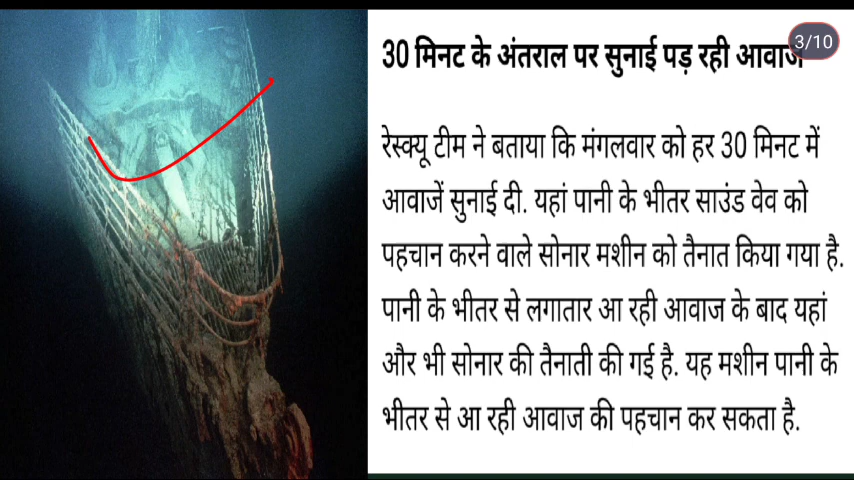 3/10
30 मिनट के अंतराल पर सुनाई पड़ रही आवाज
रेस्क्यू टीम ने बताया कि मंगलवार को हर 30 मिनट में
आवाजें सुनाई दी. यहां पानी के भीतर साउंड वेव को
पहचान करने वाले सोनार मशीन को तैनात किया गया है.
पानी के भीतर से लगातार आ रही आवाज के बाद यहां
और भी सोनार की तैनाती की गई है. यह मशीन पानी के
भीतर से आ रही आवाज की पहचान कर सकता है.